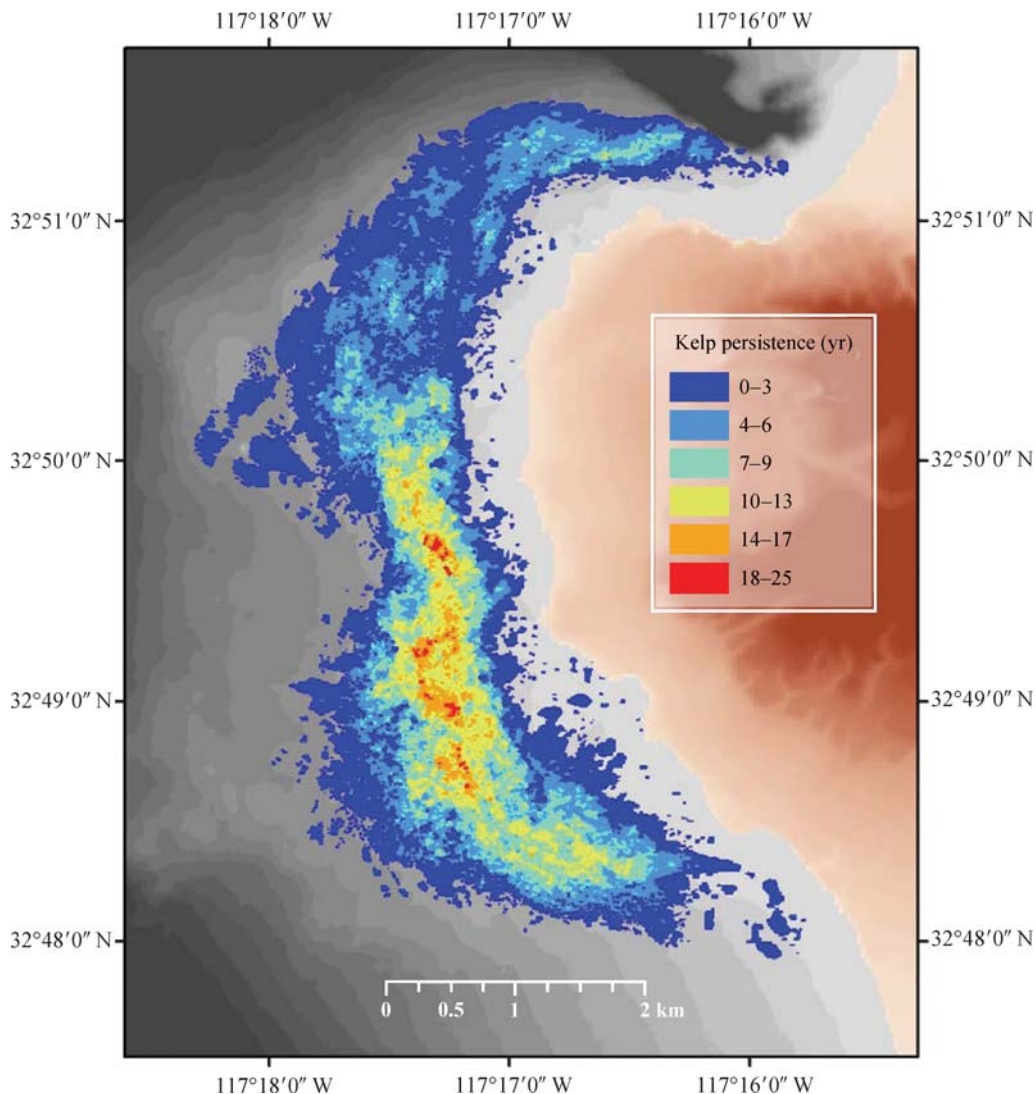 117°18′0″ W 117°17′0″ W 117°16′0″ W
32°51′0″ N 32°51′0″ N
Kelp persistence (yr)
0–3
4–6
7–9
10–13
14–17
18–25
32°50′0″ N 32°50′0″ N
32°49′0″ N 32°49′0″ N
32°48′0″ N 32°48′0″ N
0 0.5 1 2 km
117°18′0″ W 117°17′0″ W 117°16′0″ W